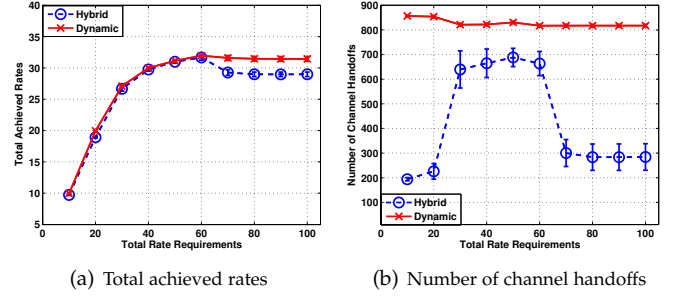 Hybrid
Dynamic
40
35
30
25
20
15
10
5
0 20 40 60 80 100
Total Achieved Rates
Total Rate Requirements
(a) Total achieved rates
900
800
700
600
500
400
300
200
100
0 20 40 60 80 100
Number of Channel Handoffs
Total Rate Requirements
Hybrid
Dynamic
(b) Number of channel handoffs